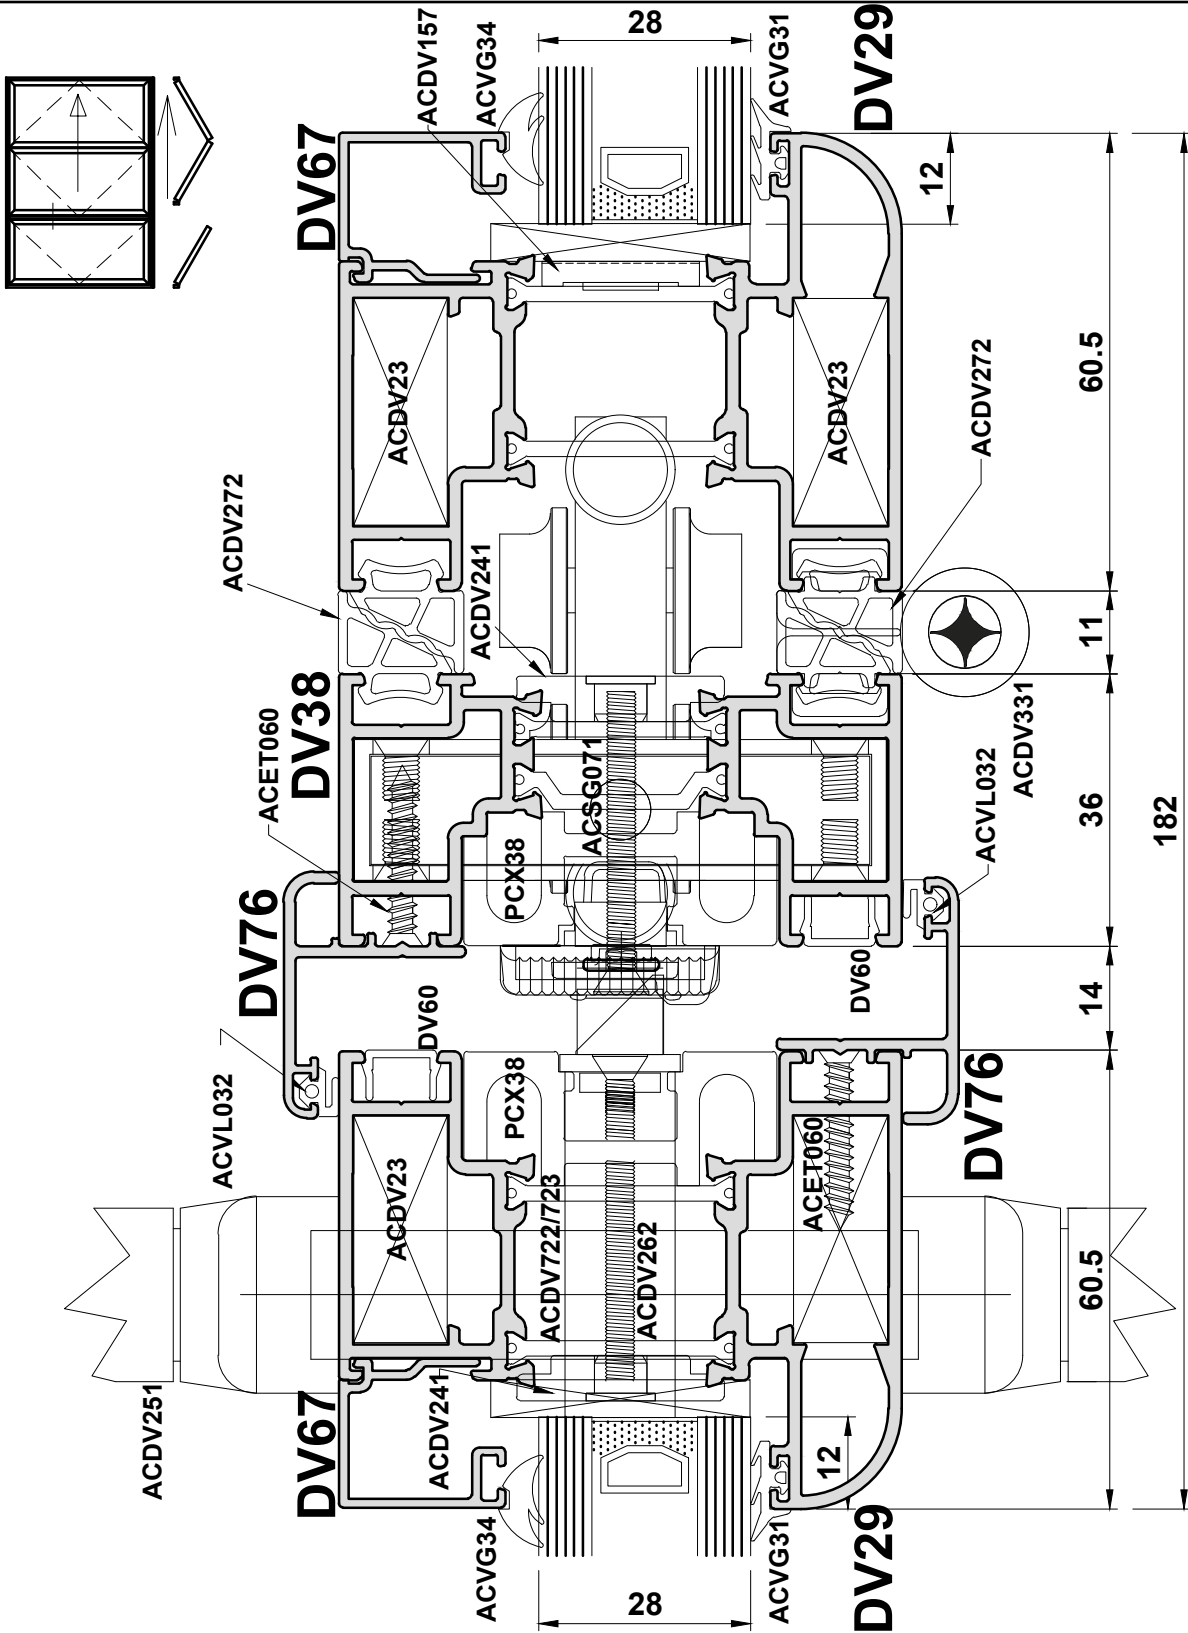 28
ACDV157
ACVG34
ACVG31
DV29
DV67
12
ACDV23
ACDV23
60.5
ACDV272
ACDV272
ACDV241
11
DV38
ACET060
ACSG071
ACDV331
ACVL032
36
182
PCX38
DV76
DV60
DV60
14
ACVL032
PCX38
DV76
ACDV23
ACDV722/723
ACDV262
ACET060
60.5
ACDV251
DV67
ACDV241
12
ACVG34
28
ACVG31
DV29